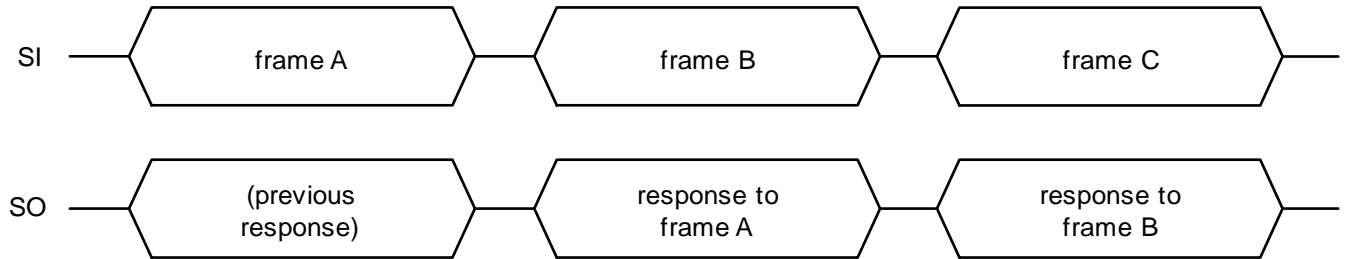 SI
frame A
frame B
frame C
SO
(previous
response)
response to
frame A
response to
frame B